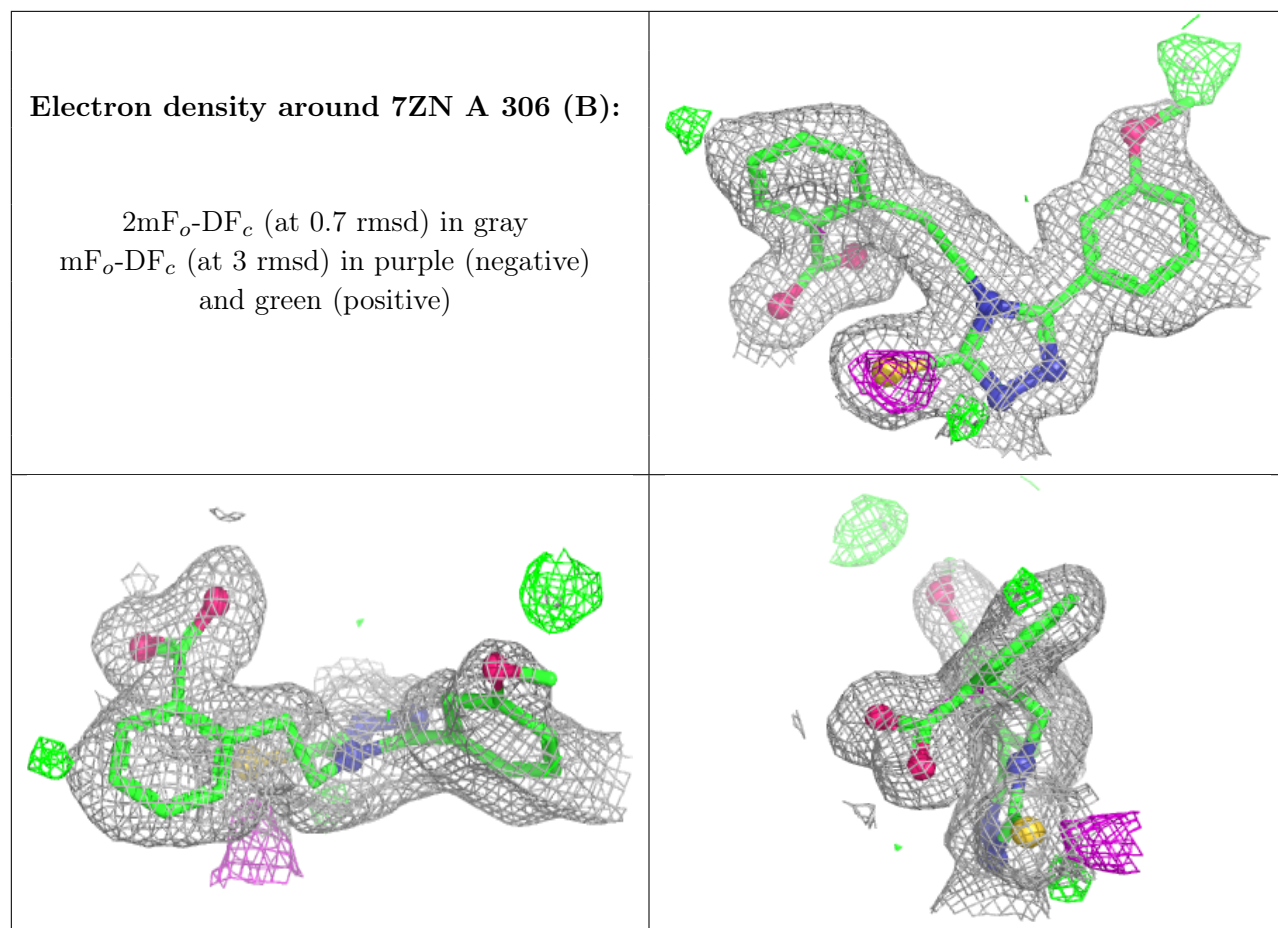 Electron density around 7ZN A 306 (B):
2mFo-DFc (at 0.7 rmsd) in gray
mFo-DFc (at 3 rmsd) in purple (negative)
and green (positive)